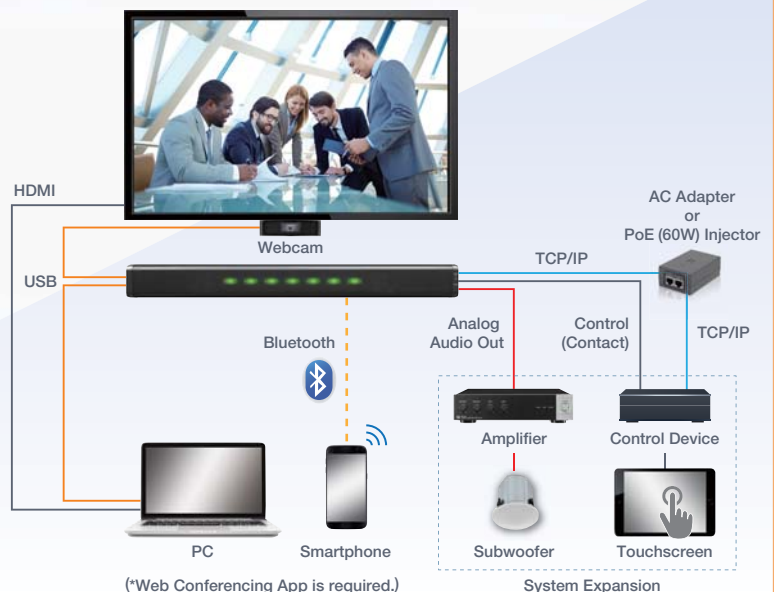 HDMI
AC Adapter
or
PoE (60W) Injector
Webcam
TCP/IP
USB
Bluetooth
Analog
Audio Out
Control
(Contact)
TCP/IP
Amplifier
Control Device
PC
Smartphone
Subwoofer
Touchscreen
(*Web Conferencing App is required.)
System Expansion